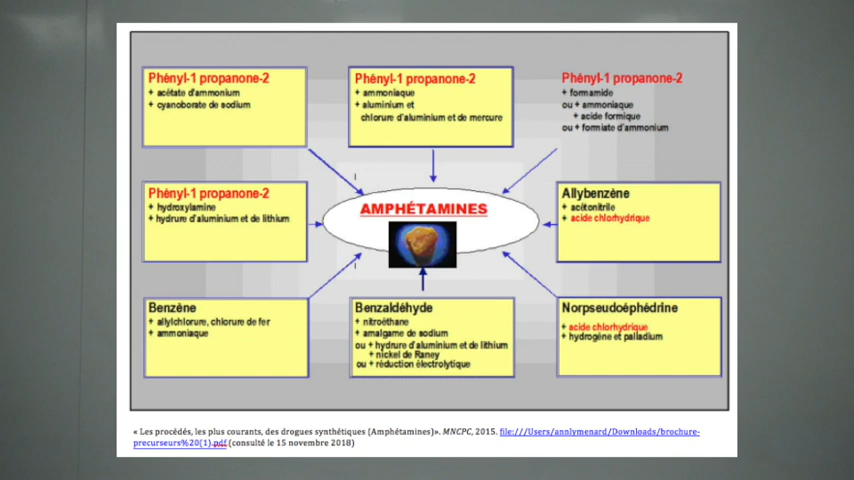 Phényl-1 propanone-2
+ acétate d'ammonium
+ cyanoborate de sodium
Phényl-1 propanone-2
+ ammoniaque
+ aluminium et
chlorure d'aluminium et de mercure
Phényl-1 propanone-2
+ formamide
ou + ammoniaque
+ acide formique
ou + formiate d'ammonium
Phényl-1 propanone-2
+ hydroxylamine
+ hydrure d'aluminium et de lithium
AMPHÉTAMINES
Allybenzène
+ acétonitrile
+ acide chlorhydrique
Benzène
+ allylchlorure, chlorure de fer
+ ammoniaque
Benzaldéhyde
+ nitroéthane
+ amalgame de sodium
ou + hydrure d'aluminium et de lithium
+ nickel de Raney
ou + réduction électrolytique
Norpseudoéphédrine
+ acide chlorhydrique
+ hydrogène et palladium
« Les procédés, les plus courants, des drogues synthétiques (Amphétamines)». MNCPC, 2015. file:///Users/annlymenard/Downloads/brochure-
precurseurs%20(1).pdf (consulté le 15 novembre 2018)